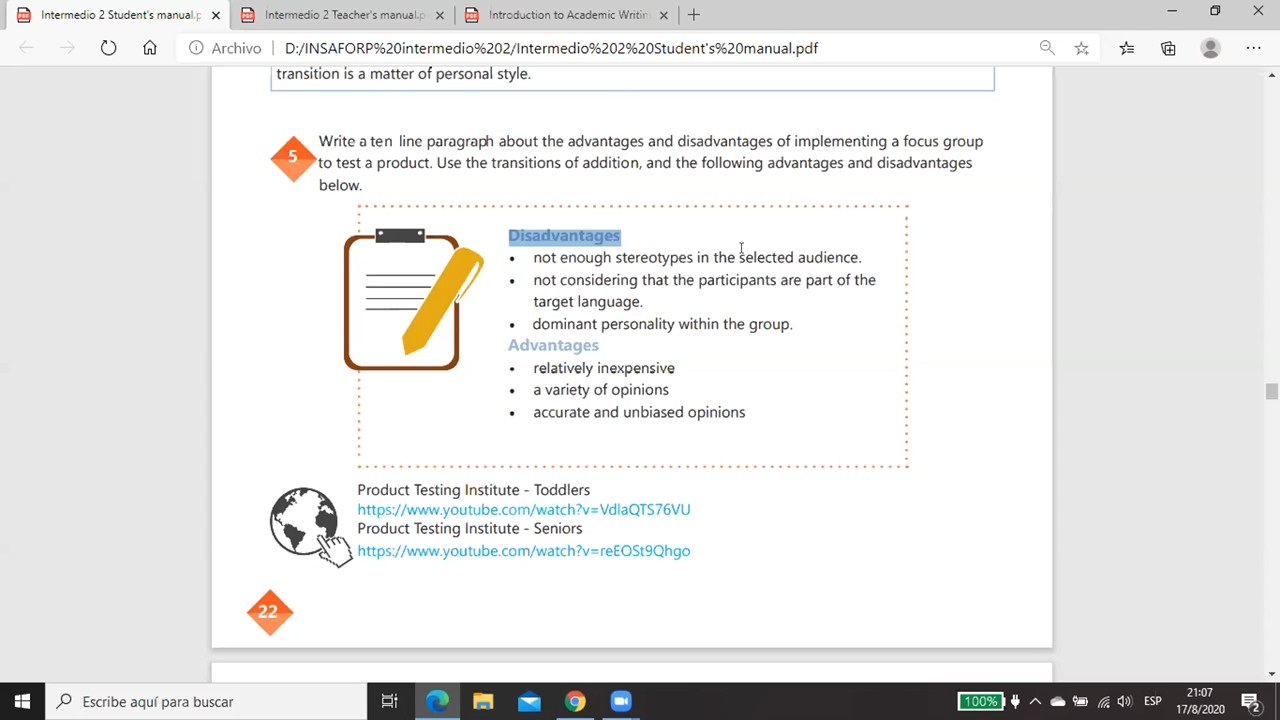 Intermedio 2 Student's manual.p
Intermedio 2 Teacher's manual.p
Introduction to Academic Writin
Archivo
D:/INSAFORP%20intermedio%202/Intermedio%202%20Student's%20manual.pdf
transition is a matter of personal style.
5
Write a ten line paragraph about the advantages and disadvantages of implementing a focus group
to test a product. Use the transitions of addition, and the following advantages and disadvantages
below.
Disadvantages
• not enough stereotypes in the selected audience.
• not considering that the participants are part of the
target language.
• dominant personality within the group.
Advantages
• relatively inexpensive
• a variety of opinions
• accurate and unbiased opinions
Product Testing Institute - Toddlers
https://www.youtube.com/watch?v=VdlaQTS76VU
Product Testing Institute - Seniors
https://www.youtube.com/watch?v=reEOSt9Qhgo
22
Escribe aquí para buscar
100%
ESP
21:07
17/8/2020
2